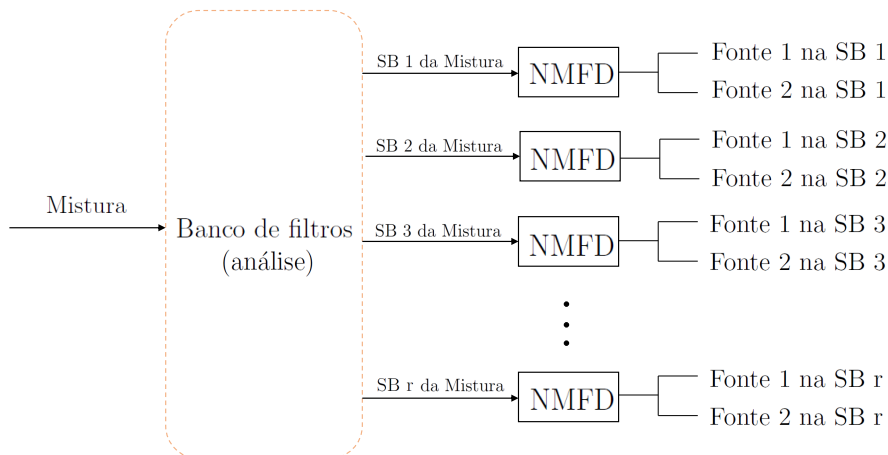 Mistura
Banco de filtros
(análise)
SB 1 da Mistura
NMFD
Fonte 1 na SB 1
Fonte 2 na SB 1
SB 2 da Mistura
NMFD
Fonte 1 na SB 2
Fonte 2 na SB 2
SB 3 da Mistura
NMFD
Fonte 1 na SB 3
Fonte 2 na SB 3
SB r da Mistura
NMFD
Fonte 1 na SB r
Fonte 2 na SB r